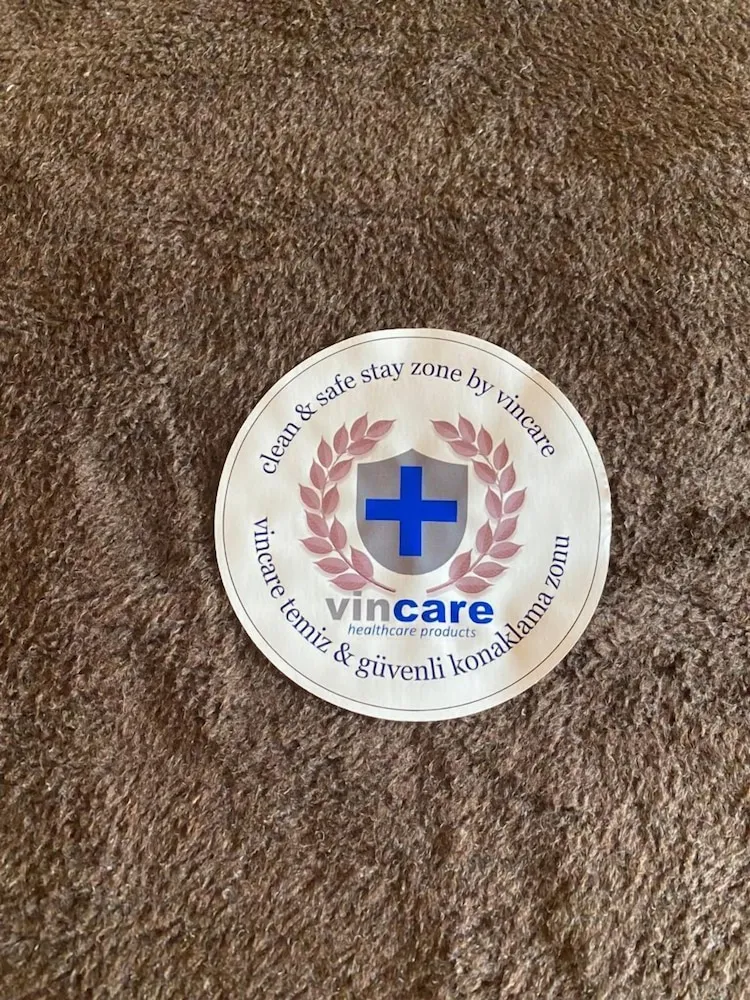 clean & safe stay zone by vincare
vincare
healthcare products
vincare temiz & güvenli konaklama zonu